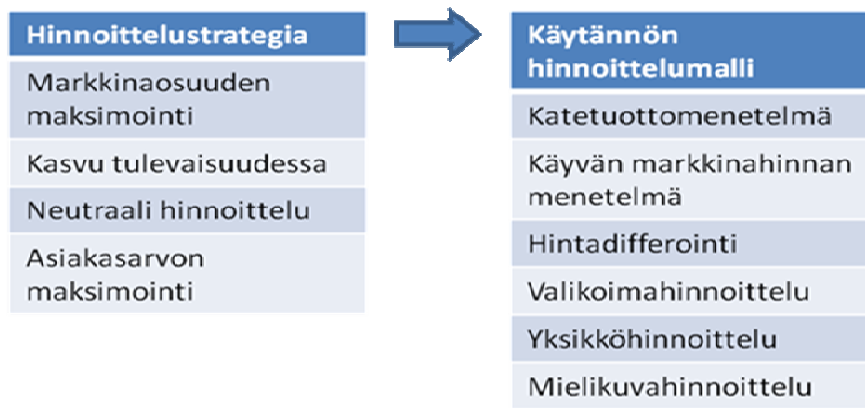 Hinnoittelustrategia
Markkinaosuuden
maksimointi
Kasvu tulevaisuudessa
Neutraali hinnoittelu
Asiakasarvon
maksimointi
Käytännön
hinnoittelumalli
Katetuottomenetelmä
Käyvän markkinahinnan
menetelmä
Hintadifferointi
Valikoimahinnoittelu
Yksikköhinnoittelu
Mielikuvahinnoittelu